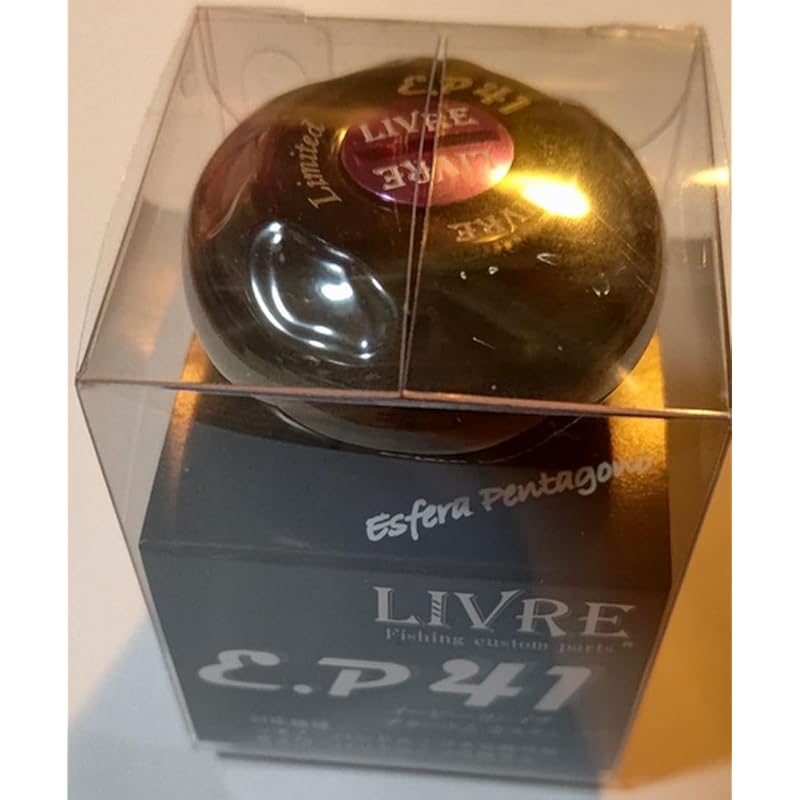 E.P 41
LIVRE
LIVRE
Limited
LIVRE
Esfera Pentagono
LIVRE
Fishing custom parts
E.P 41